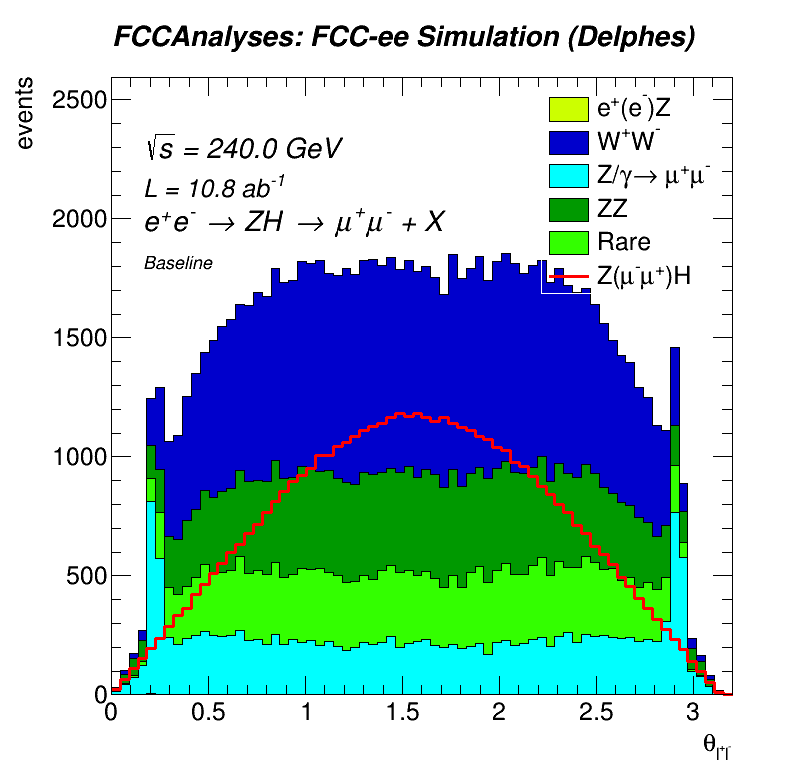 FCCAnalyses: FCC-ee Simulation (Delphes)
events
2500
2000
1500
1000
500
0
√s = 240.0 GeV
L = 10.8 ab⁻¹
e⁺e⁻ → ZH → μ⁺μ⁻ + X
Baseline
e⁺(e⁻)Z
W⁺W⁻
Z/γ→ μ⁺μ⁻
ZZ
Rare
Z(μ⁻μ⁺)H
0 0.5 1 1.5 2 2.5 3
θ_l⁺l⁻